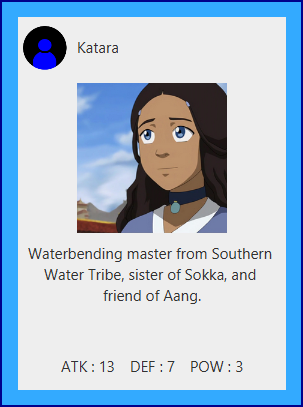 Katara
Waterbending master from Southern
Water Tribe, sister of Sokka, and
friend of Aang.
ATK : 13 DEF : 7 POW : 3